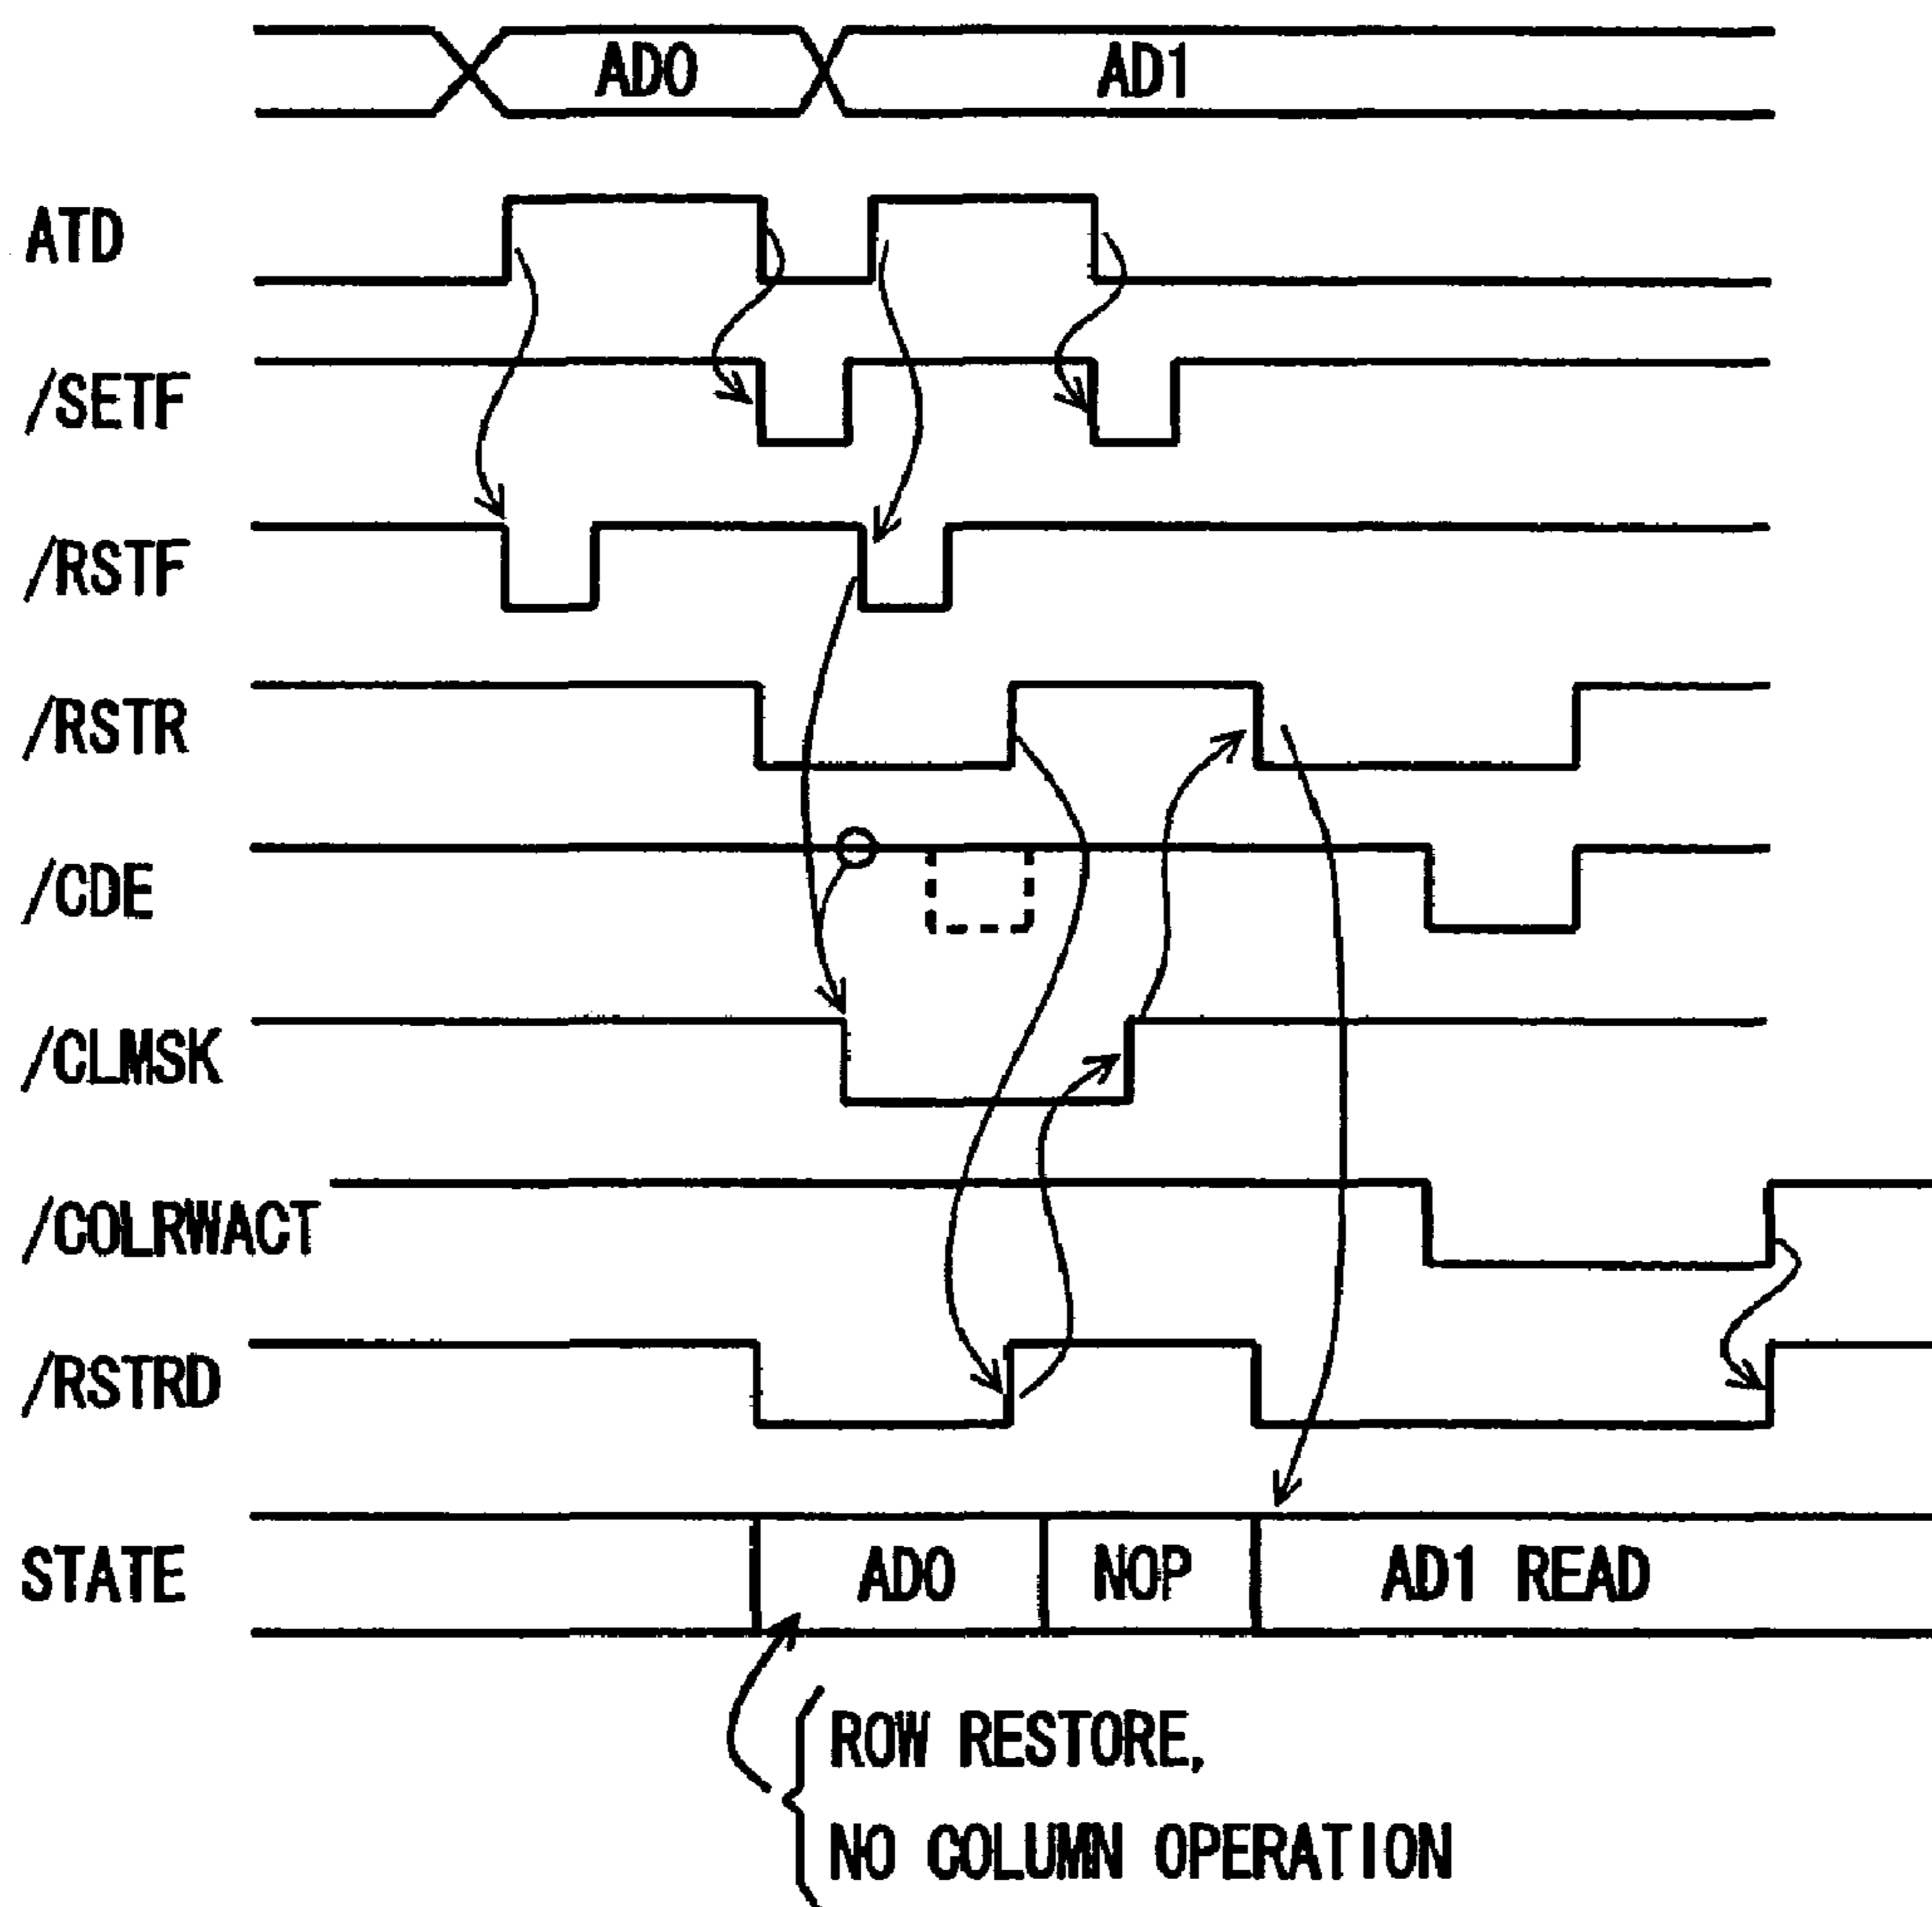 AD0 AD1
ATD
/SETF
/RSTF
/RSTR
/CDE
/CLMSK
/COLRWACT
/RSTRD
STATE AD0 NOP AD1 READ
ROW RESTORE,
NO COLUMN OPERATION